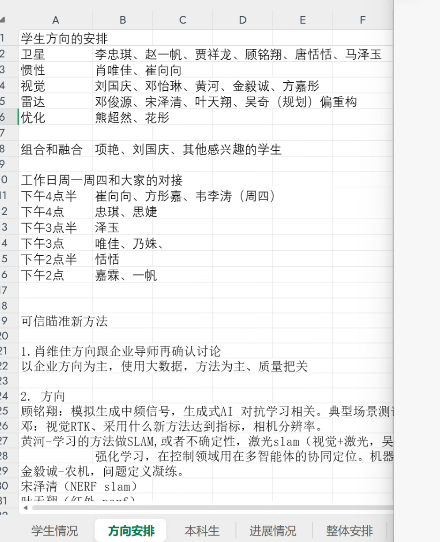 A B C D E F
1 学生方向的安排
2 卫星 李忠琪、赵一帆、贾祥龙、顾铭翔、唐恬恬、马泽玉
3 惯性 肖唯佳、崔向向
4 视觉 刘国庆、邓怡琳、黄河、金毅诚、方嘉彤
5 雷达 邓俊源、宋泽清、叶天翔、吴奇（规划）偏重构
6 优化 熊超然、花彤
7
8 组合和融合 项艳、刘国庆、其他感兴趣的学生
9
0 工作日周一周四和大家的对接
11 下午4点半 崔向向、方彤嘉、韦李涛（周四）
2 下午4点 忠琪、思婕
3 下午3点半 泽玉
4 下午3点 唯佳、乃姝、
5 下午2点半 恬恬
6 下午2点 嘉霖、一帆
17
8
9 可信瞄准新方法
20
21 1.肖维佳方向跟企业导师再确认讨论
22 以企业方向为主，使用大数据，方法为主、质量把关
23
24 2. 方向
25 顾铭翔：模拟生成中频信号，生成式AI 对抗学习相关。典型场景测
26 邓：视觉RTK、采用什么新方法达到指标，相机分辨率。
27 黄河-学习的方法做SLAM,或者不确定性，激光slam（视觉+激光，吴
28 强化学习，在控制领域用在多智能体的协同定位。机器
29 金毅诚-农机，问题定义凝练。
30 宋泽清（NERF slam）
31 叶天翔（红外 nerf）
学生情况 方向安排 本科生 进展情况 整体安排